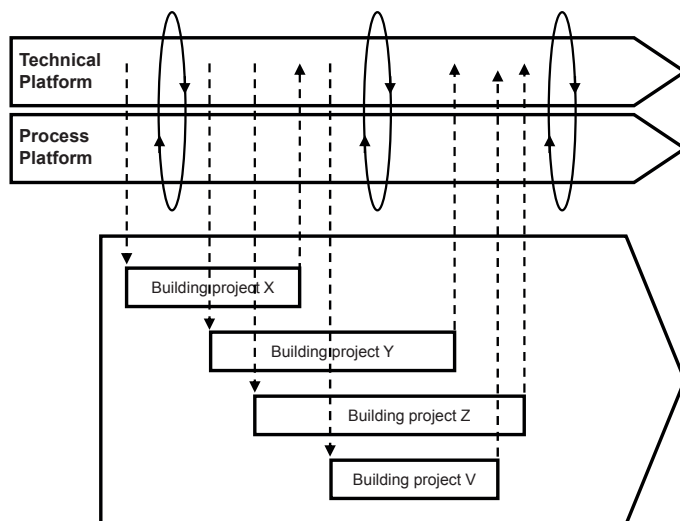 Technical
Platform
Process
Platform
Building project X
Building project Y
Building project Z
Building project V